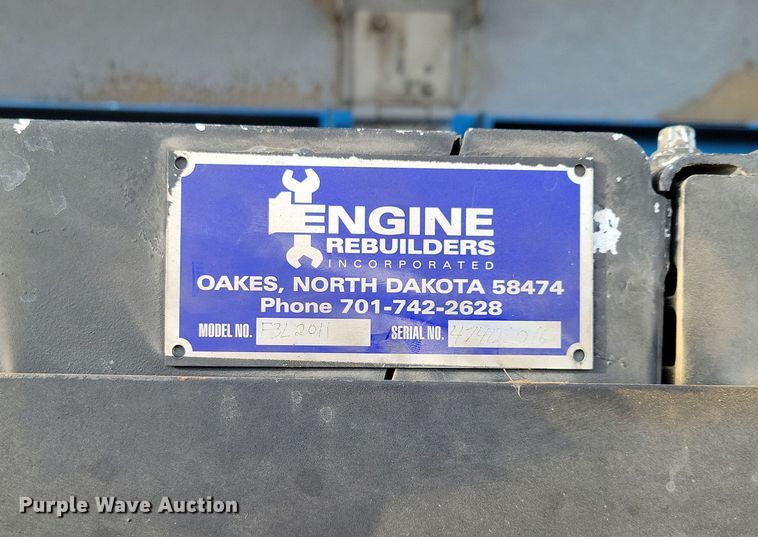 ENGINE
REBUILDERS
INCORPORATED
OAKES, NORTH DAKOTA 58474
Phone 701-742-2628
MODEL NO. F3L2011 SERIAL NO.
Purple Wave Auction